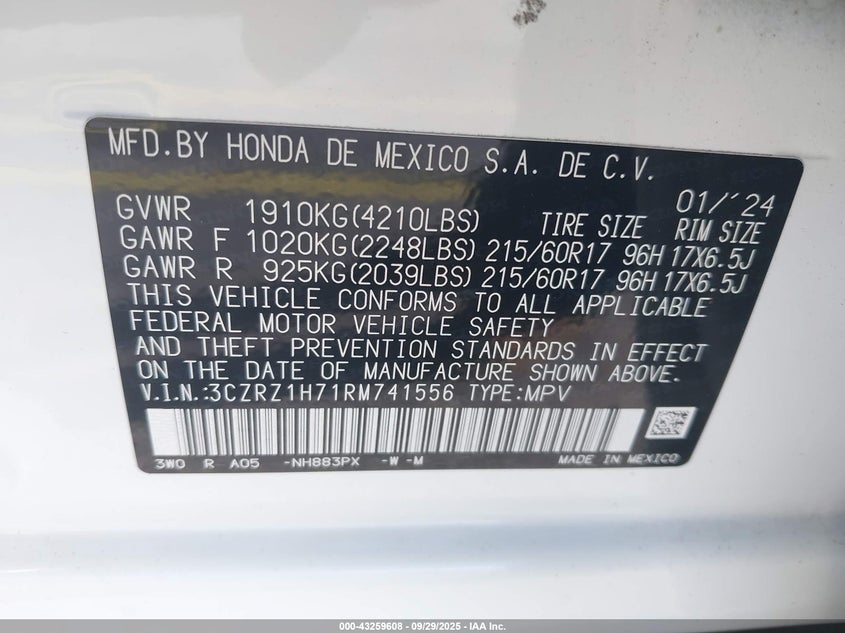 MFD.BY HONDA DE MEXICO S.A. DE C.V.
01/'24
GVWR 1910KG(4210LBS) TIRE SIZE RIM SIZE
GAWR F 1020KG(2248LBS) 215/60R17 96H 17X6.5J
GAWR R 925KG(2039LBS) 215/60R17 96H 17X6.5J
THIS VEHICLE CONFORMS TO ALL APPLICABLE
FEDERAL MOTOR VEHICLE SAFETY
AND THEFT PREVENTION STANDARDS IN EFFECT
ON THE DATE OF MANUFACTURE SHOWN ABOVE.
V.I.N.:3CZRZ1H71RM741556 TYPE:MPV
3W0 R A05 -NH883PX -W -M MADE IN MEXICO
000-43259608 - 09/29/2025 - IAA Inc.